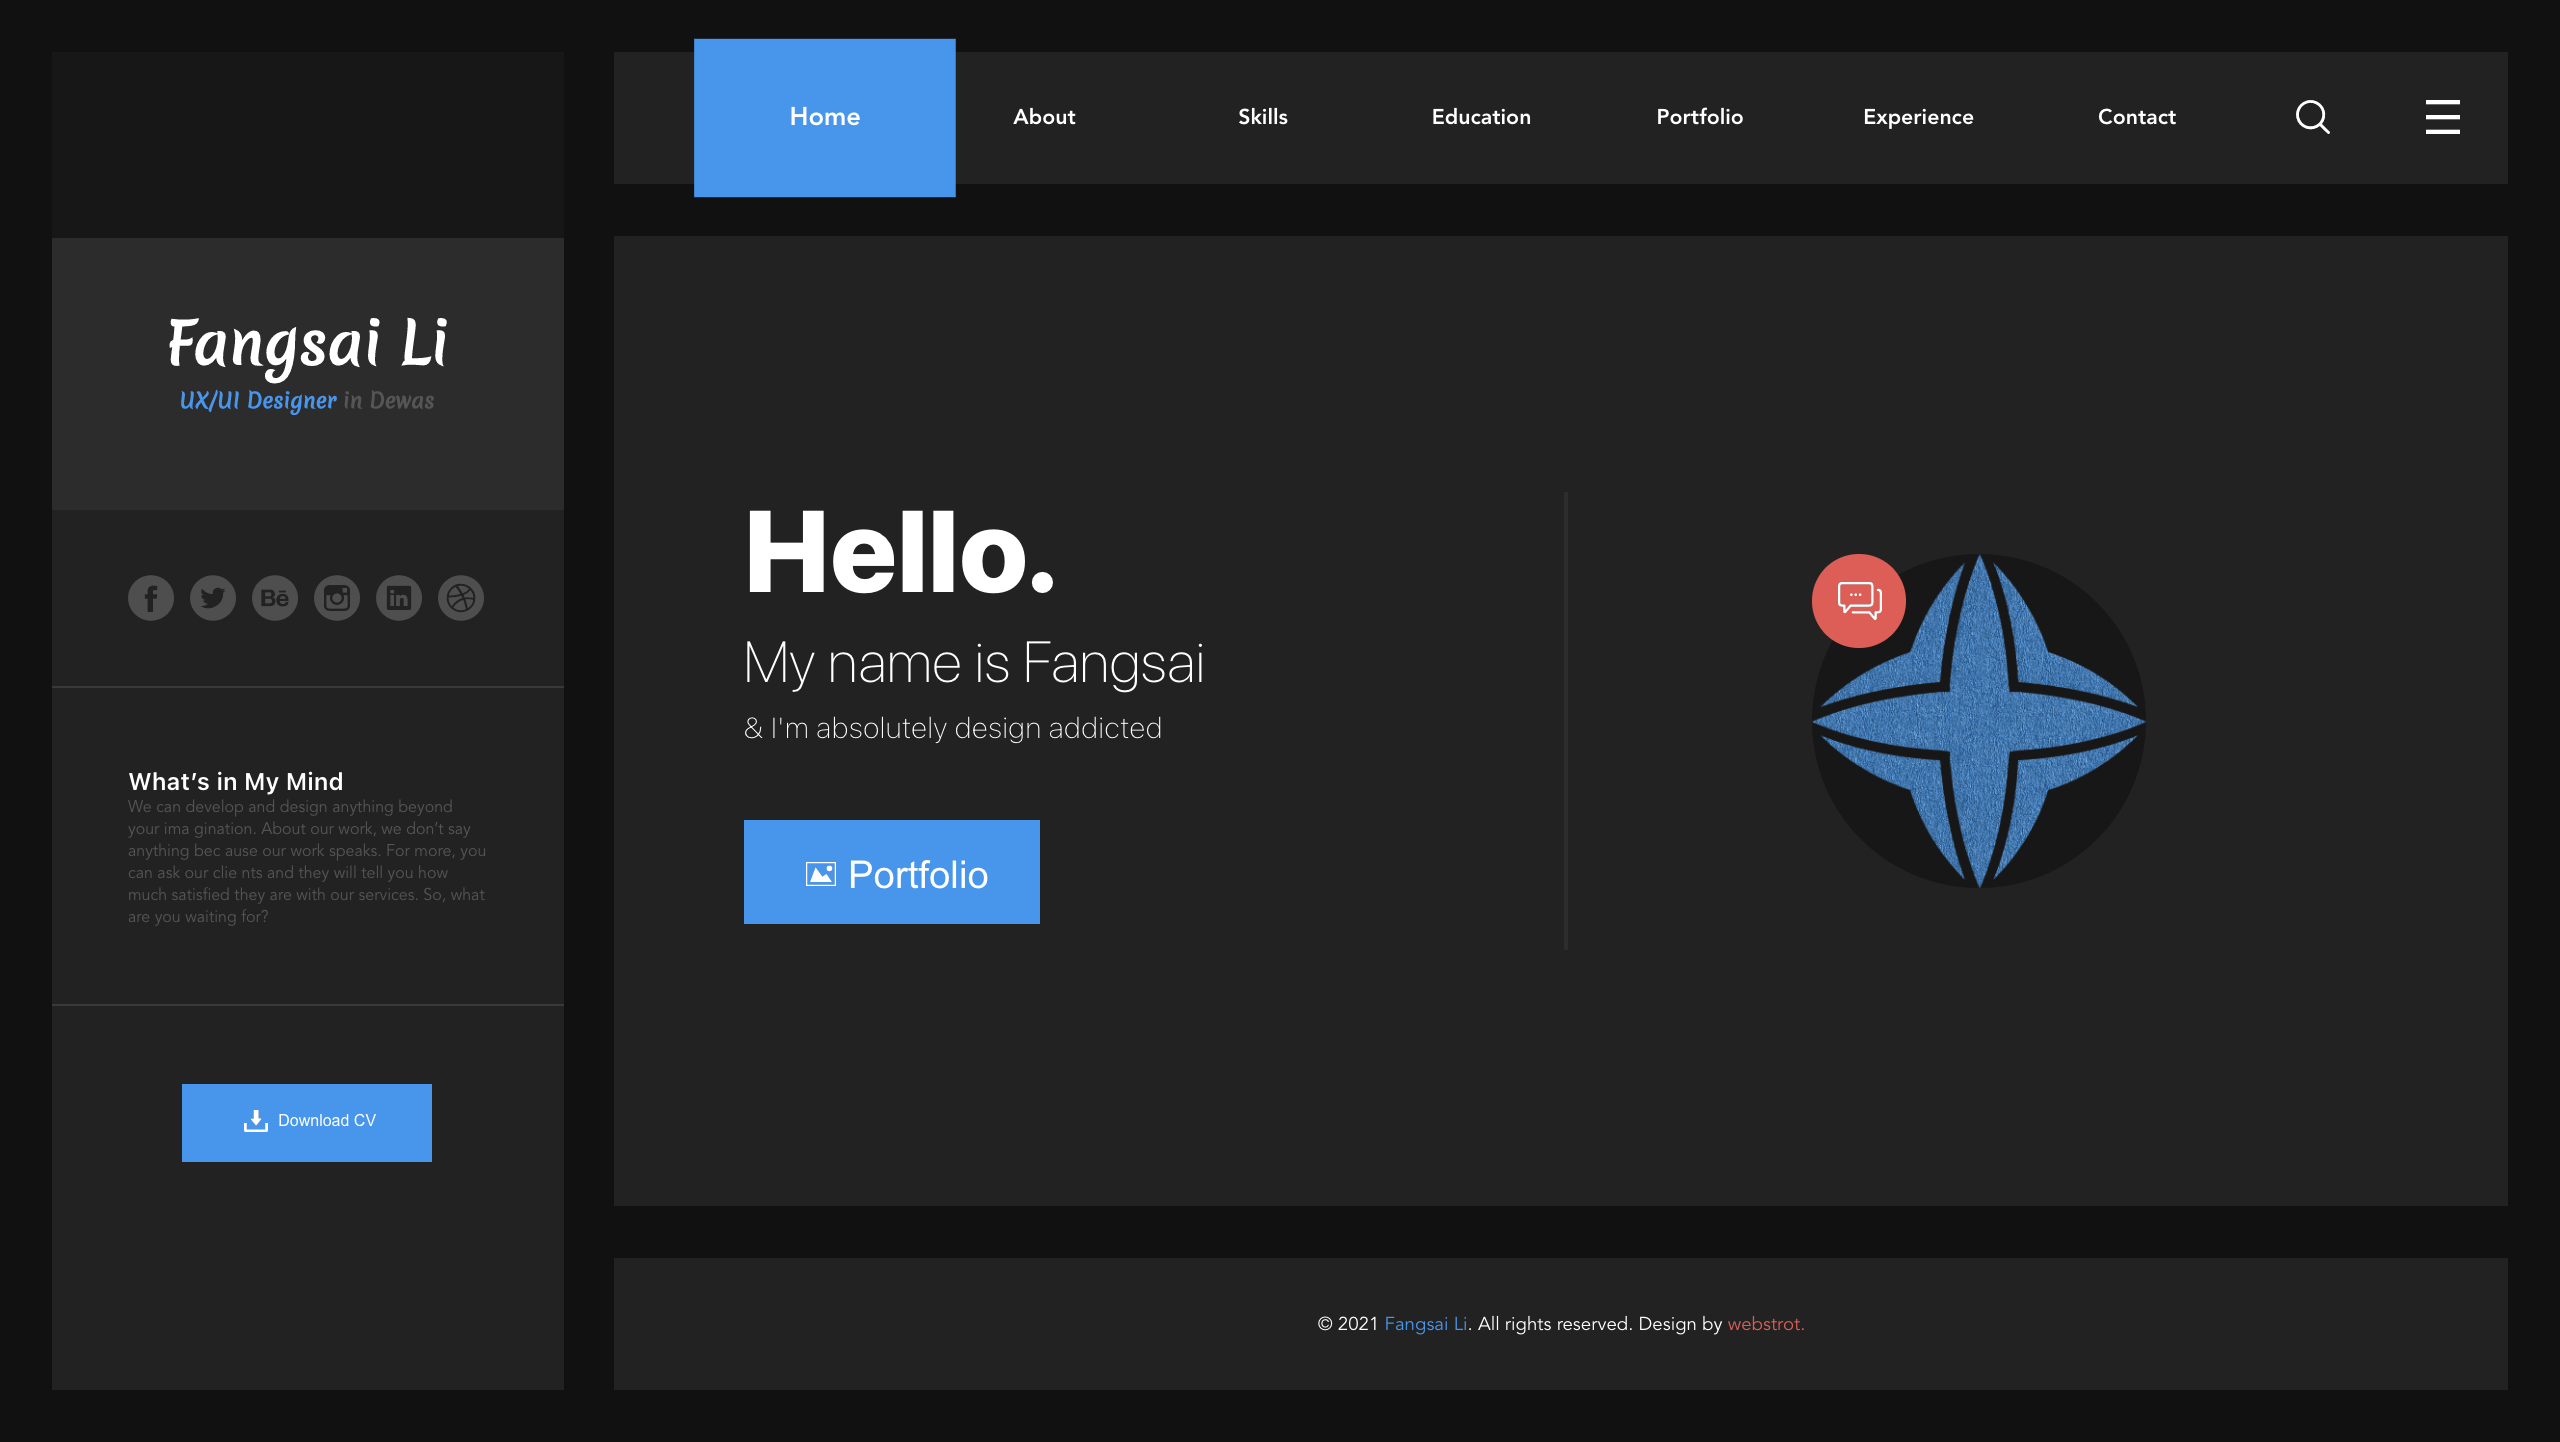 Home
About
Skills
Education
Portfolio
Experience
Contact
Fangsai Li
UX/UI Designer in Dewas
Bē
in
What’s in My Mind
We can develop and design anything beyond
your ima gination. About our work, we don’t say
anything bec ause our work speaks. For more, you
can ask our clie nts and they will tell you how
much satisfied they are with our services. So, what
are you waiting for?
Download CV
Hello.
My name is Fangsai
& I'm absolutely design addicted
Portfolio
© 2021 Fangsai Li. All rights reserved. Design by webstrot.